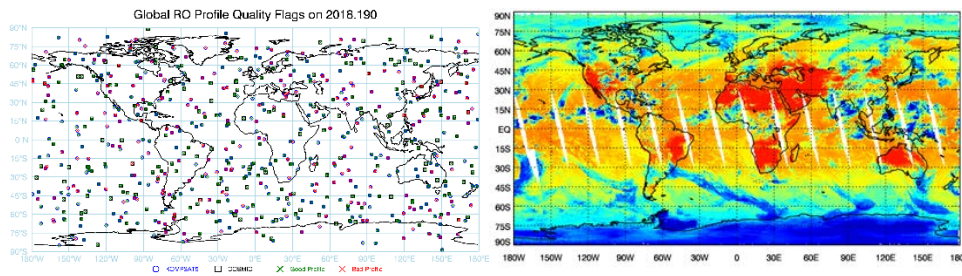 Global RO Profile Quality Flags on 2018.190
90°N
75°N
60°N
45°N
30°N
15°N
0°N
15°S
30°S
45°S
60°S
75°S
90°S
180°W 150°W 120°W 90°W 60°W 30°W 0°E 30°E 60°E 90°E 120°E 150°E 180°E
KOMPSAT5 COSMIC Good Profile Bad Profile
90N
75N
60N
45N
30N
15N
EQ
15S
30S
45S
60S
75S
90S
180W 150W 120W 90W 60W 30W 0 30E 60E 90E 120E 150E 180E